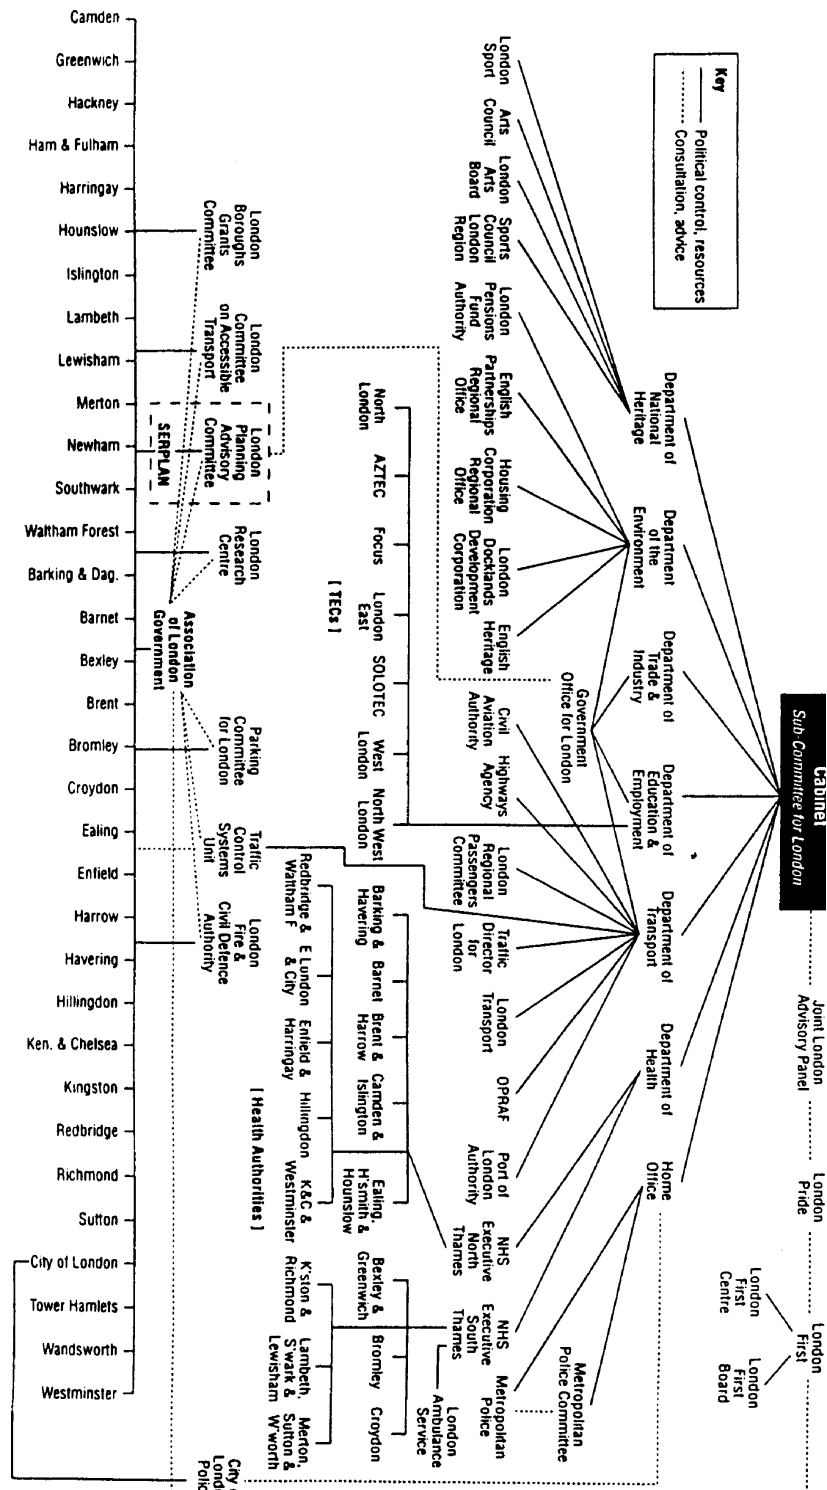 Cabinet
Sub-Committee for London
Joint London
Advisory Panel
London
Pride
London
First
London
First
Centre
London
First
Board
Key
Political control, resources
Consultation, advice
Department of
National
Heritage
Department
of the
Environment
Department of
Trade &
Industry
Department of
Education &
Employment
Department of
Transport
Department of
Health
Home
Office
Government
Office for London
Metropolitan
Police Committee
London
Sport
Arts
Council
London
Arts
Board
Sports
Council
London
Region
London
Pensions
Fund
Authority
English
Partnerships
Regional
Office
Housing
Corporation
Regional
Office
London
Docklands
Development
Corporation
English
Heritage
Civil
Aviation
Authority
Highways
Agency
London
Regional
Passengers
Committee
Traffic
Director
for
London
London
Transport
OPRAF
Port of
London
Authority
NHS
Executive
North
Thames
NHS
Executive
South
Thames
Metropolitan
Police
London
Ambulance
Service
North
London
AZTEC
Focus
London
East
SOLOTEC
West
London
North West
London
[ TECs ]
Barking &
Havering
Barnet
Brent &
Harrow
Camden &
Islington
Ealing,
H'smith &
Hounslow
Bexley &
Greenwich
Bromley
Croydon
Redbridge &
Waltham F
E London
& City
Enfield &
Harringay
Hillingdon
K&C &
Westminster
K'ston &
Richmond
Lambeth,
S'wark &
Lewisham
Merton,
Sutton &
W'worth
[ Health Authorities ]
London
Boroughs
Grants
Committee
London
Committee
on Accessible
Transport
London
Planning
Advisory
Committee
SERPLAN
London
Research
Centre
Association
of London
Government
Parking
Committee
for London
Traffic
Control
Systems
Unit
London
Fire &
Civil Defence
Authority
City of
London
Police
Camden
Greenwich
Hackney
Ham & Fulham
Harringay
Hounslow
Islington
Lambeth
Lewisham
Merton
Newham
Southwark
Waltham Forest
Barking & Dag.
Barnet
Bexley
Brent
Bromley
Croydon
Ealing
Enfield
Harrow
Havering
Hillingdon
Ken. & Chelsea
Kingston
Redbridge
Richmond
Sutton
City of London
Tower Hamlets
Wandsworth
Westminster